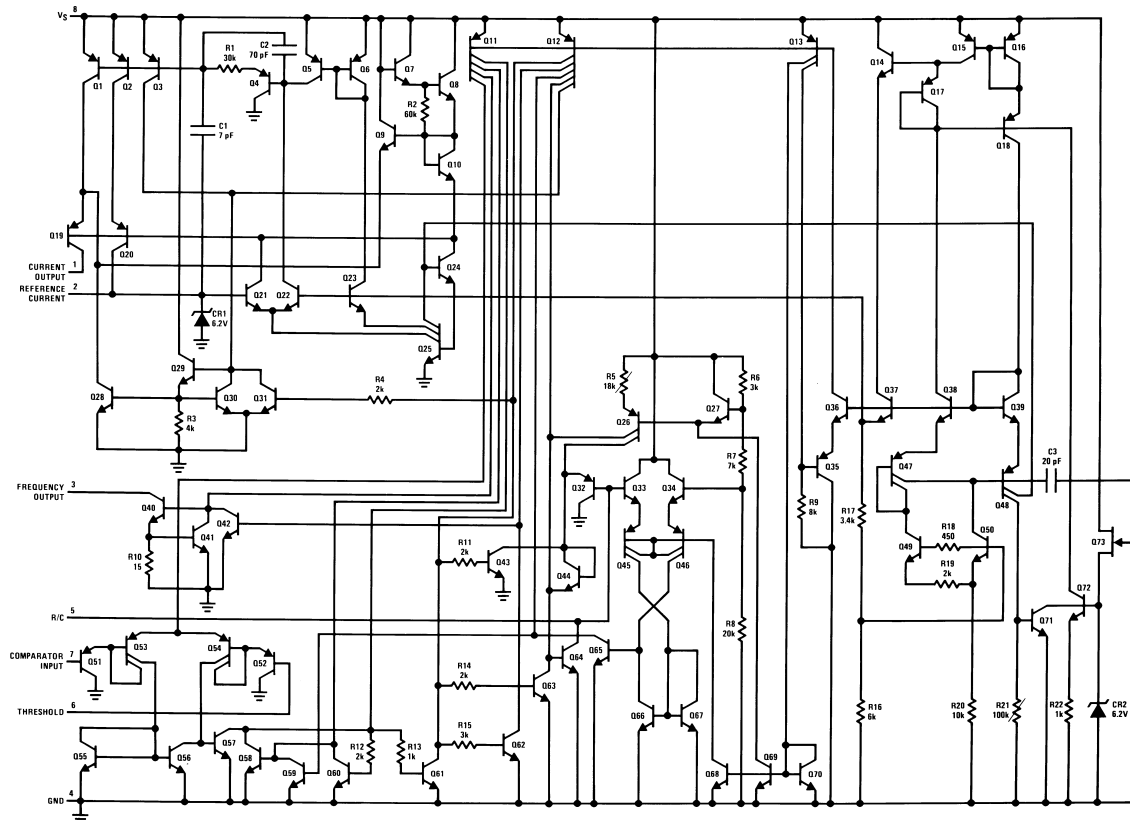 VS 8
Q11
Q12
Q13
Q15
Q16
R1
30k
C2
70 pF
Q5
Q6
Q7
Q8
Q14
Q1
Q2
Q3
Q4
Q17
R2
60k
C1
7 pF
Q9
Q10
Q18
Q19
Q20
CURRENT OUTPUT 1
REFERENCE CURRENT 2
Q21
Q22
Q23
Q24
CR1
6.2V
Q25
Q29
Q28
R3
4k
Q30
Q31
R4
2k
R5
18k
R6
3k
Q26
Q27
Q36
Q37
Q38
Q39
R7
7k
Q35
Q47
C3
20 pF
FREQUENCY OUTPUT 3
Q32
Q33
Q34
Q48
Q40
Q41
Q42
R9
8k
R17
3.4k
R18
450
Q50
Q49
Q73
R10
15
R11
2k
Q43
Q44
Q45
Q46
R19
2k
R/C 5
Q72
Q53
Q54
Q64
Q65
R8
20k
Q71
COMPARATOR INPUT 7
Q51
Q52
R14
2k
Q63
THRESHOLD 6
R16
6k
R20
10k
R21
100k
R22
1k
CR2
6.2V
Q66
Q67
Q55
Q56
Q57
Q58
Q59
Q60
R12
2k
R13
1k
Q61
R15
3k
Q62
Q68
Q69
Q70
GND 4